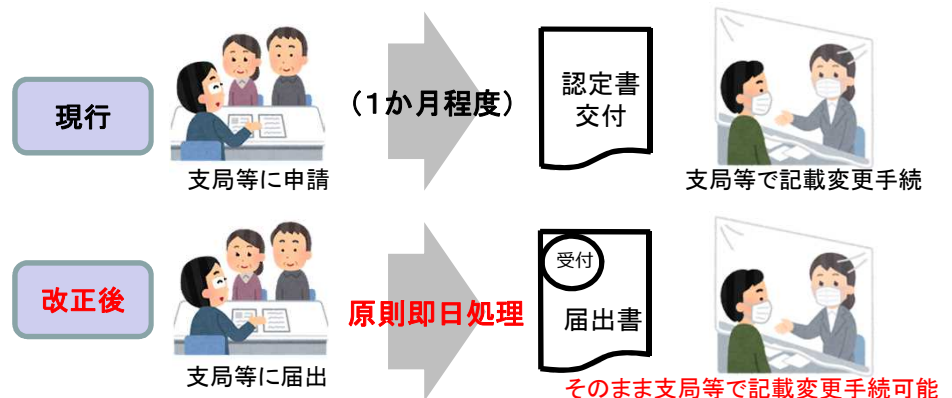 現行
支局等に申請
（１か月程度）
認定書
交付
支局等で記載変更手続
改正後
支局等に届出
原則即日処理
受付
届出書
そのまま支局等で記載変更手続可能